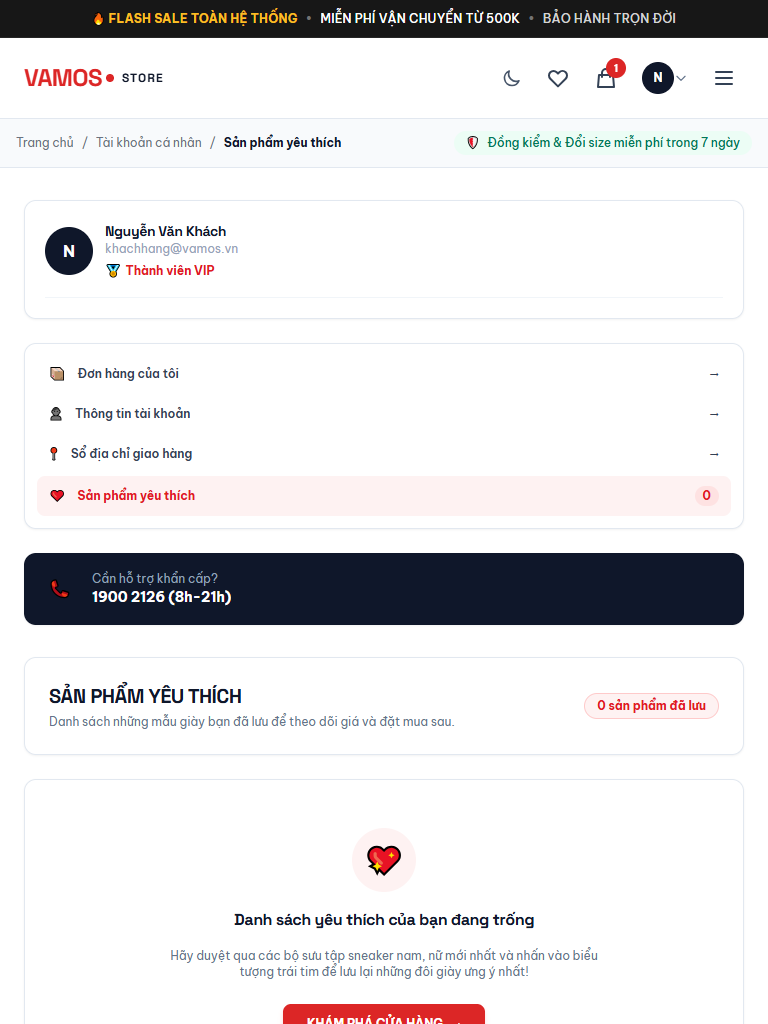 FLASH SALE TOÀN HỆ THỐNG • MIỄN PHÍ VẬN CHUYỂN TỪ 500K • BẢO HÀNH TRỌN ĐỜI
VAMOS STORE
1
N
Trang chủ / Tài khoản cá nhân / Sản phẩm yêu thích
Đồng kiểm & Đổi size miễn phí trong 7 ngày
N
Nguyễn Văn Khách
khachhang@vamos.vn
Thành viên VIP
Đơn hàng của tôi →
Thông tin tài khoản →
Sổ địa chỉ giao hàng →
Sản phẩm yêu thích 0
Cần hỗ trợ khẩn cấp?
1900 2126 (8h-21h)
SẢN PHẨM YÊU THÍCH
Danh sách những mẫu giày bạn đã lưu để theo dõi giá và đặt mua sau.
0 sản phẩm đã lưu
Danh sách yêu thích của bạn đang trống
Hãy duyệt qua các bộ sưu tập sneaker nam, nữ mới nhất và nhấn vào biểu
tượng trái tim để lưu lại những đôi giày ưng ý nhất!
KHÁM PHÁ CỬA HÀNG →